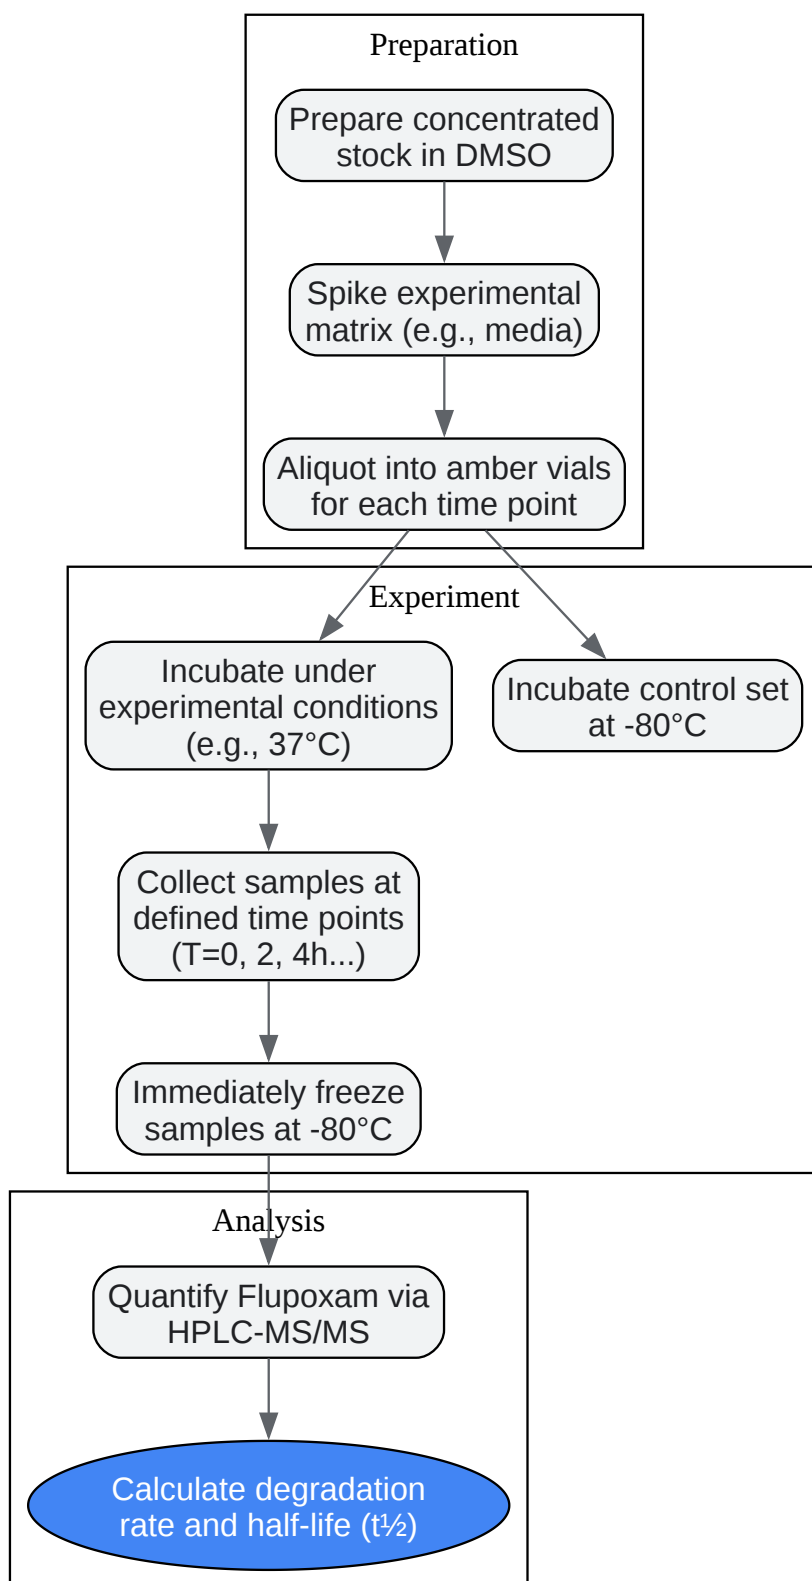 Preparation
Prepare concentrated
stock in DMSO
Spike experimental
matrix (e.g., media)
Aliquot into amber vials
for each time point
Experiment
Incubate under
experimental conditions
(e.g., 37°C)
Incubate control set
at -80°C
Collect samples at
defined time points
(T=0, 2, 4h...)
Immediately freeze
samples at -80°C
Analysis
Quantify Flupoxam via
HPLC-MS/MS
Calculate degradation
rate and half-life (t½)